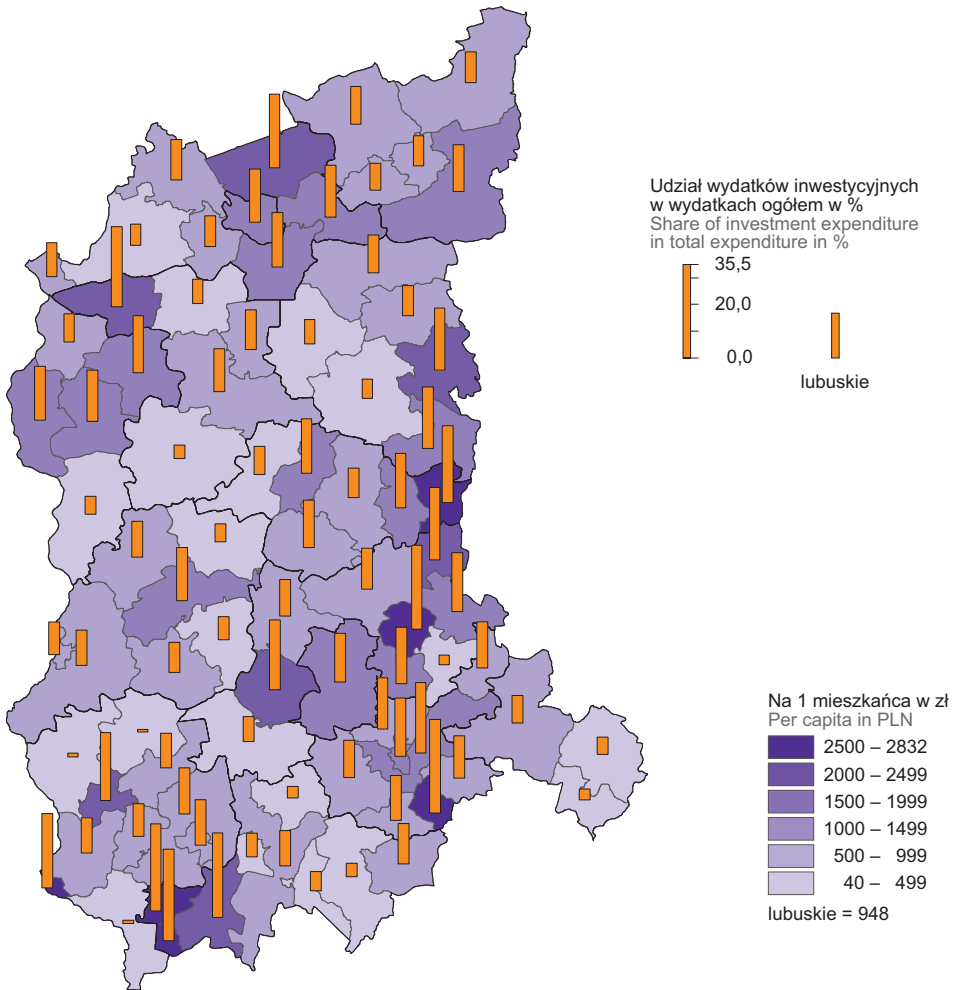 Udział wydatków inwestycyjnych
w wydatkach ogółem w %
Share of investment expenditure
in total expenditure in %
35,5
20,0
0,0
lubuskie
Na 1 mieszkańca w zł
Per capita in PLN
2500 – 2832
2000 – 2499
1500 – 1999
1000 – 1499
500 – 999
40 – 499
lubuskie = 948